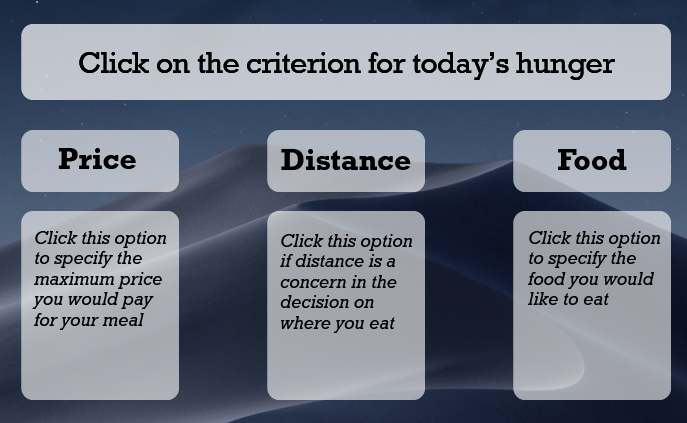 Click on the criterion for today's hunger
Price
Distance
Food
Click this option
to specify the
maximum price
you would pay
for your meal
Click this option
if distance is a
concern in the
decision on
where you eat
Click this option
to specify the
food you would
like to eat